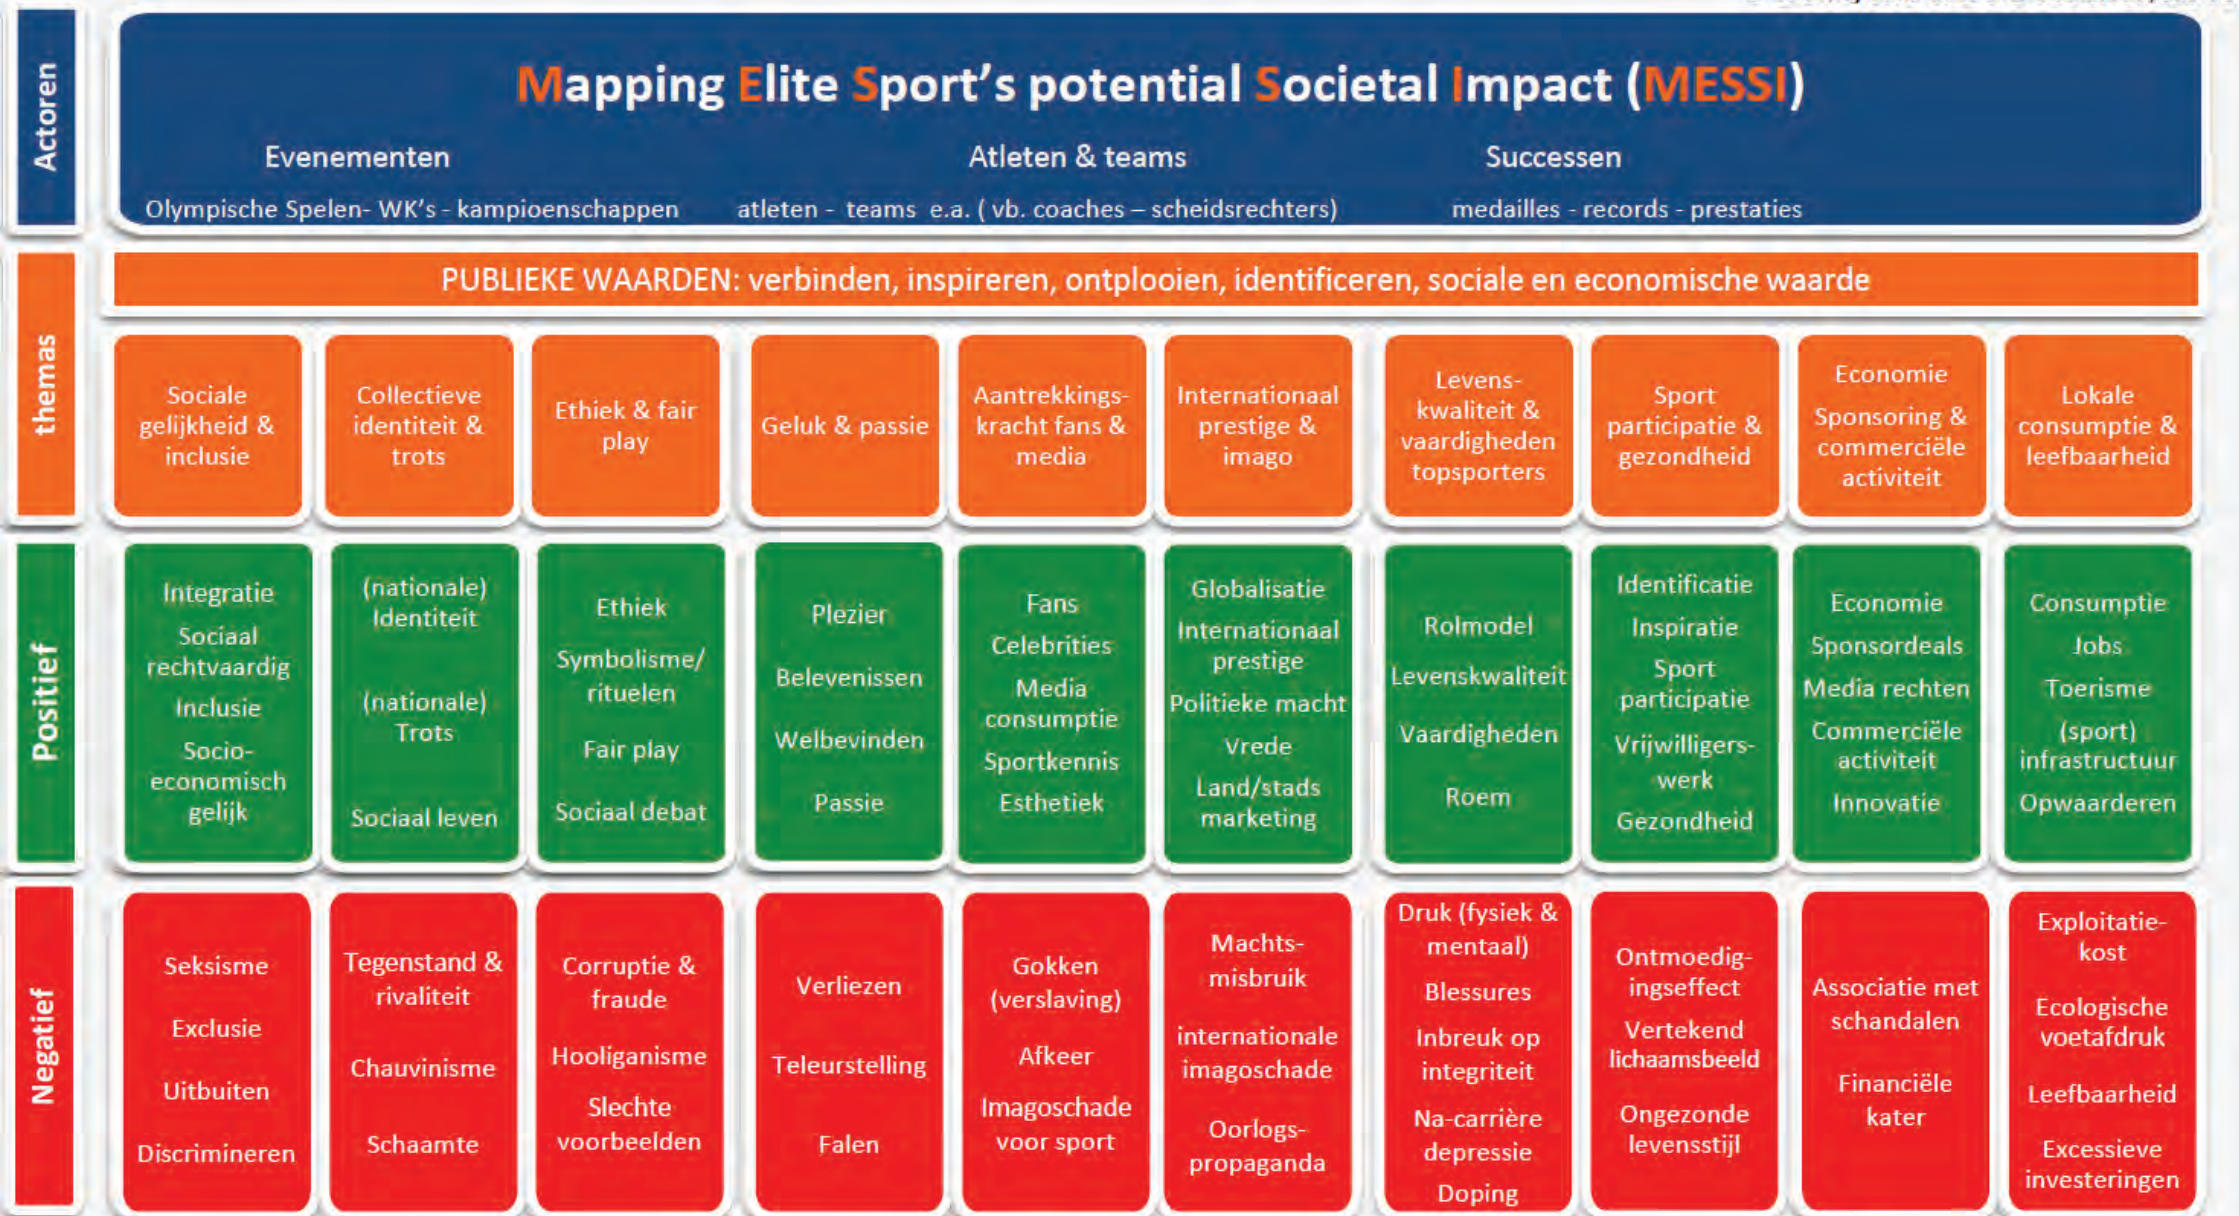 Actoren
Mapping Elite Sport's potential Societal Impact (MESSI)
Evenementen
Atleten & teams
Successen
Olympische Spelen- WK's - kampioenschappen
atleten - teams e.a. ( vb. coaches – scheidsrechters)
medailles - records - prestaties
themas
PUBLIEKE WAARDEN: verbinden, inspireren, ontplooien, identificeren, sociale en economische waarde
Sociale
gelijkheid &
inclusie
Collectieve
identiteit &
trots
Ethiek & fair
play
Geluk & passie
Aantrekkings-
kracht fans &
media
Internationaal
prestige &
imago
Levens-
kwaliteit &
vaardigheden
topsporters
Sport
participatie &
gezondheid
Economie
Sponsoring &
commerciële
activiteit
Lokale
consumptie &
leefbaarheid
Positief
Integratie
Sociaal
rechtvaardig
Inclusie
Socio-
economisch
gelijk
(nationale)
Identiteit
(nationale)
Trots
Sociaal leven
Ethiek
Symbolisme/
rituelen
Fair play
Sociaal debat
Plezier
Belevenissen
Welbevinden
Passie
Fans
Celebrities
Media
consumptie
Sportkennis
Esthetiek
Globalisatie
Internationaal
prestige
Politieke macht
Vrede
Land/stads
marketing
Rolmodel
Levenskwaliteit
Vaardigheden
Roem
Identificatie
Inspiratie
Sport
participatie
Vrijwilligers-
werk
Gezondheid
Economie
Sponsordeals
Media rechten
Commerciële
activiteit
Innovatie
Consumptie
Jobs
Toerisme
(sport)
infrastructuur
Opwaarderen
Negatief
Seksisme
Exclusie
Uitbuiten
Discrimineren
Tegenstand &
rivaliteit
Chauvinisme
Schaamte
Corruptie &
fraude
Hooliganisme
Slechte
voorbeelden
Verliezen
Teleurstelling
Falen
Gokken
(verslaving)
Afkeer
Imagoschade
voor sport
Machts-
misbruik
internationale
imagoschade
Oorlogs-
propaganda
Druk (fysiek &
mentaal)
Blessures
Inbreuk op
integriteit
Na-carrière
depressie
Doping
Ontmoedig-
ingseffect
Vertekend
lichaamsbeeld
Ongezonde
levensstijl
Associatie met
schandalen
Financiële
kater
Exploitatie-
kost
Ecologische
voetafdruk
Leefbaarheid
Excessieve
investeringen